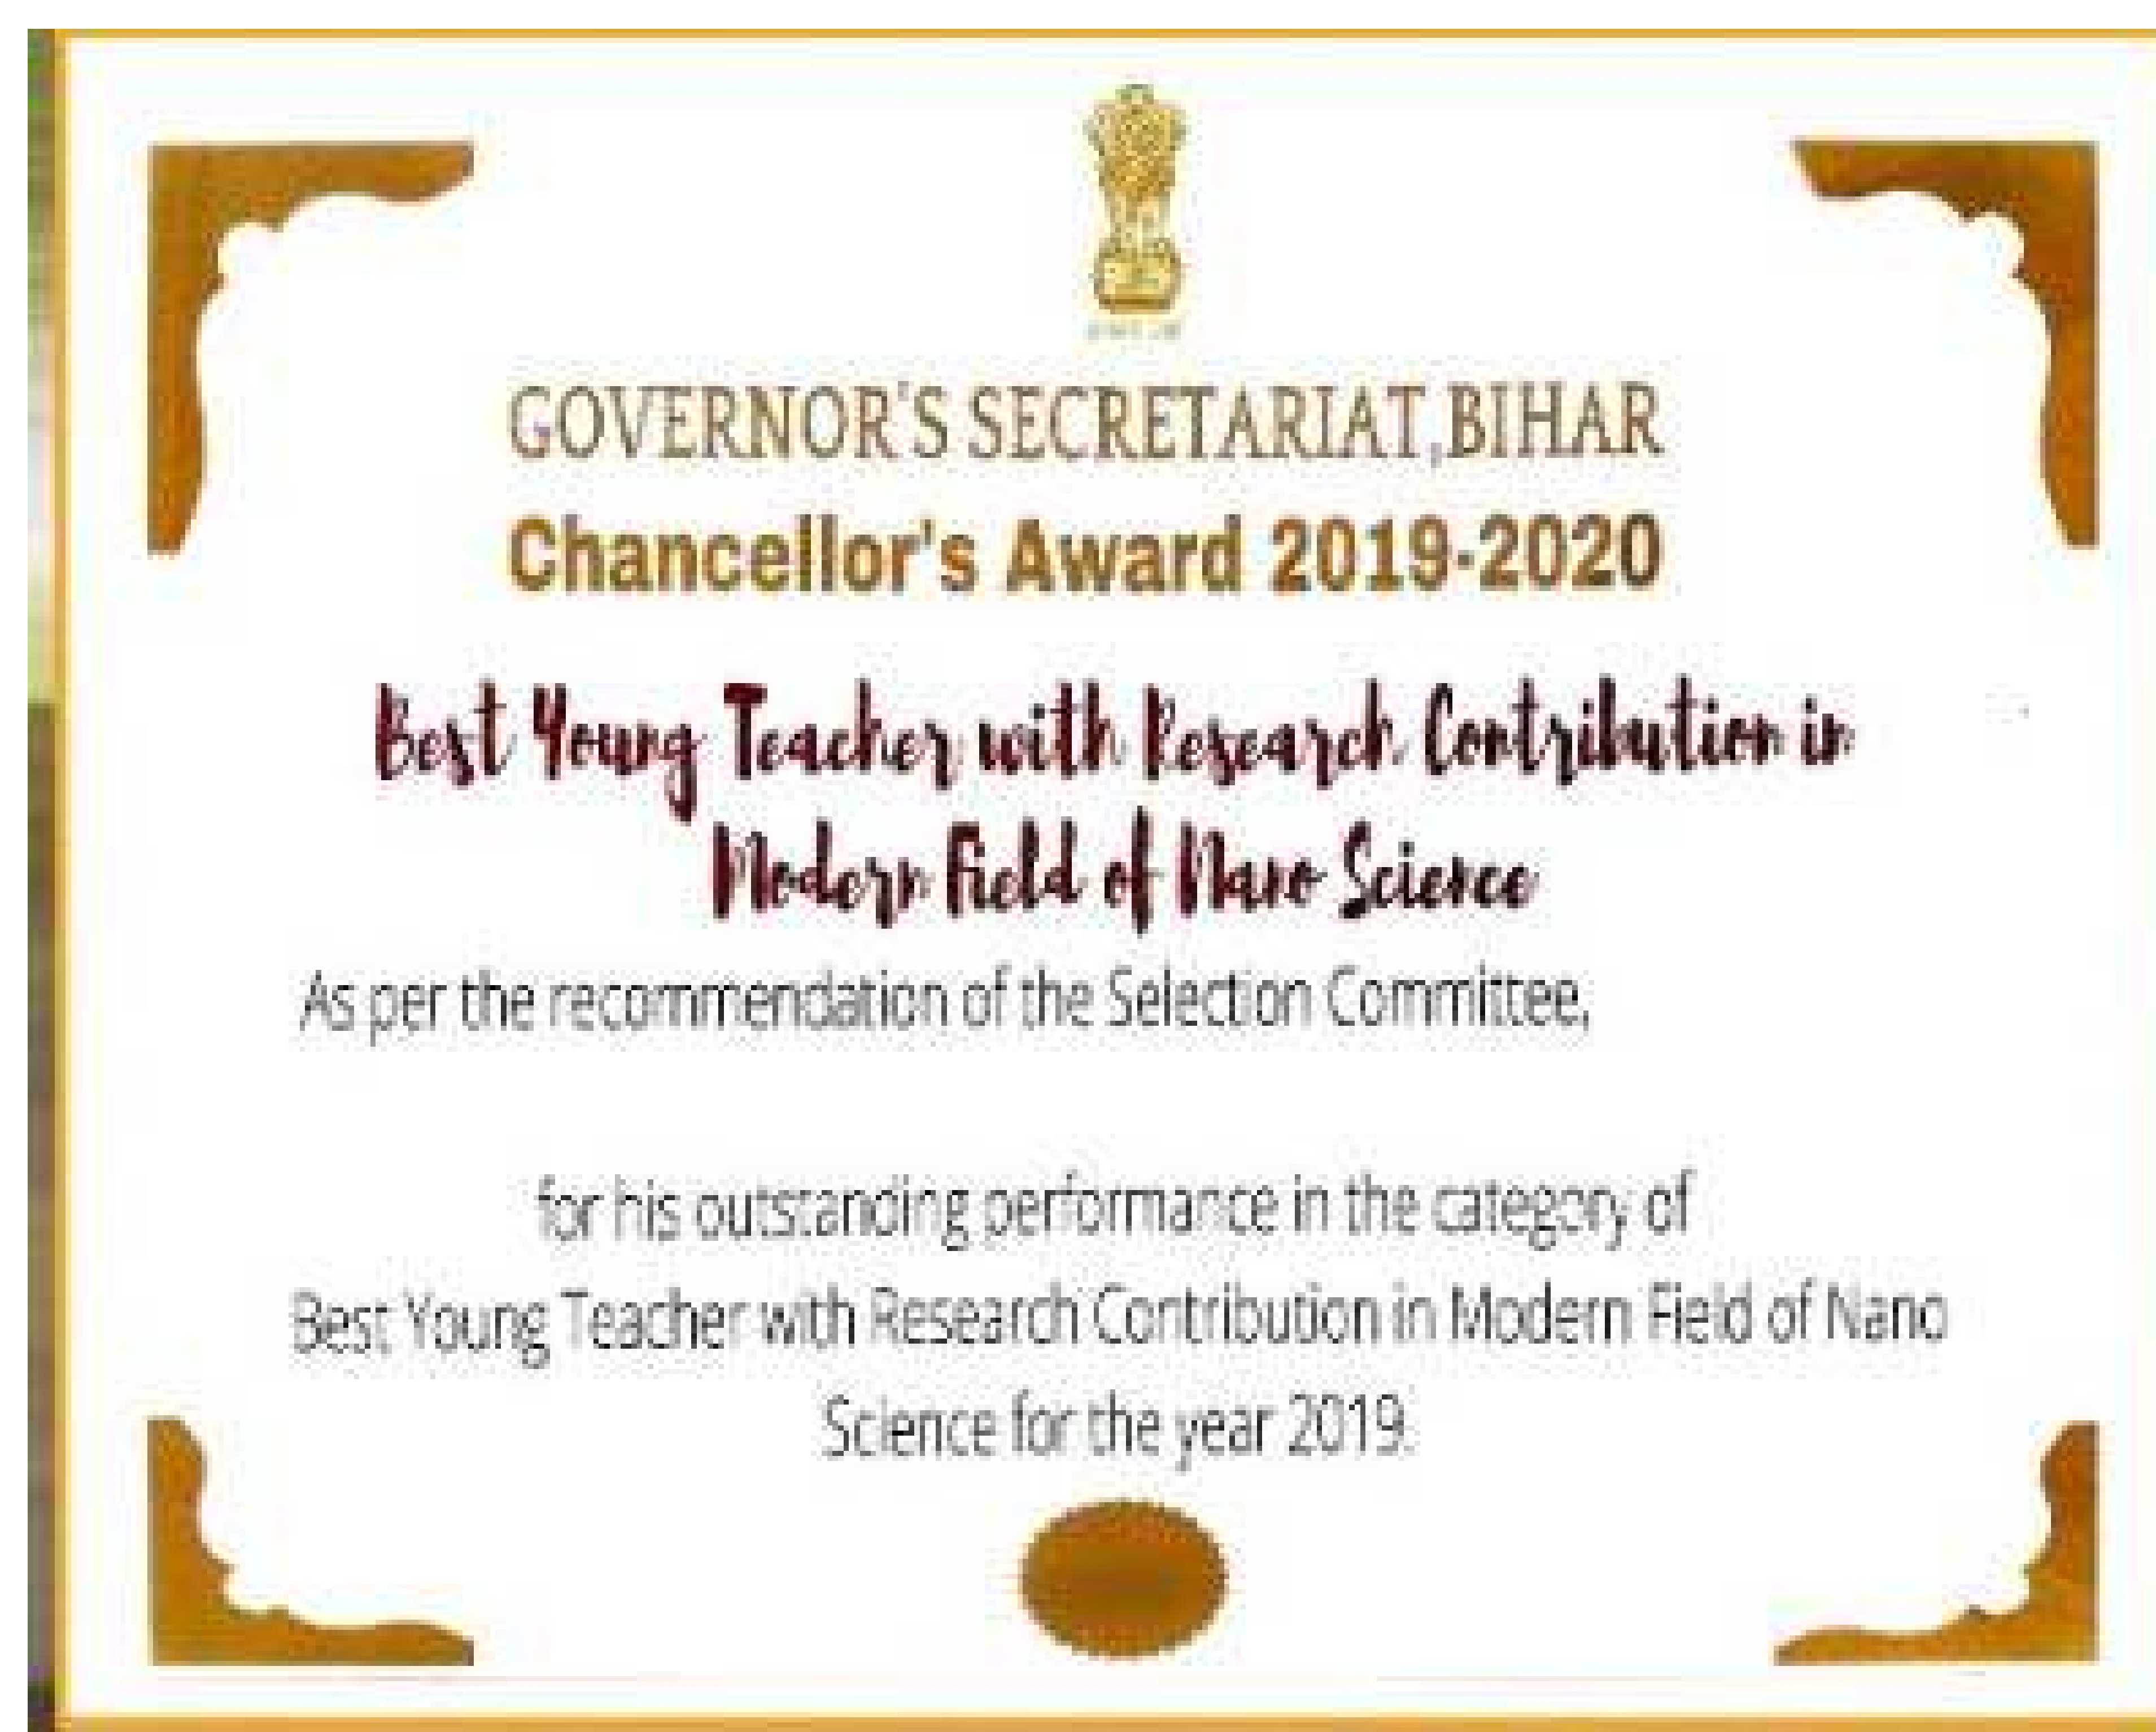 GOVERNOR'S SECRETARIAT,BIHAR
Chancellor's Award 2019-2020
Best Young Teacher with Research Contribution in
Modern Field of Nano Science
As per the recommendation of the Selection Committee,
for his outstanding performance in the category of
Best Young Teacher with Research Contribution in Modern Field of Nano
Science for the year 2019.